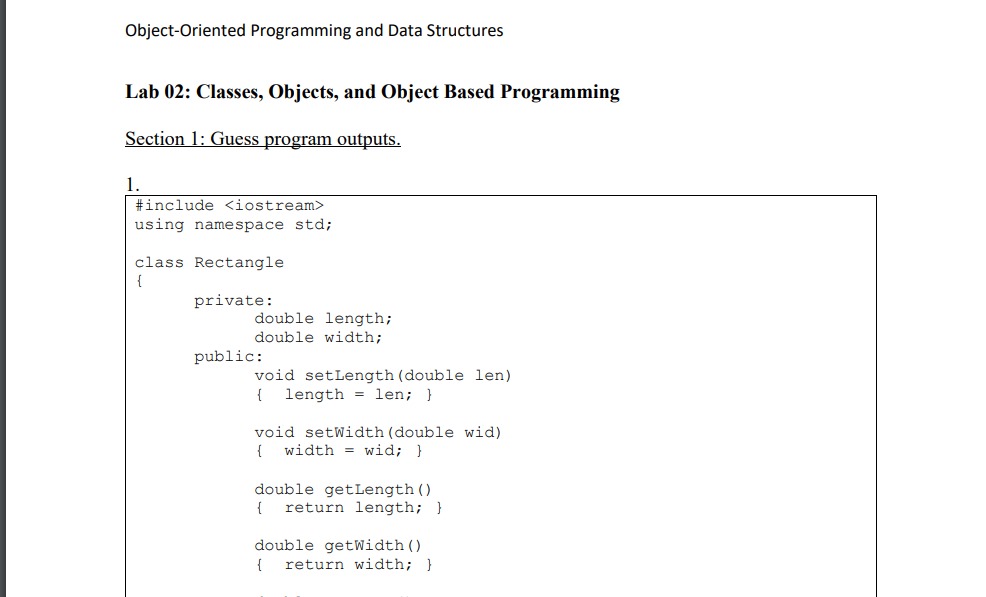 Object-Oriented Programming and Data Structures
Lab 02: Classes, Objects, and Object Based Programming
Section 1: Guess program outputs.
1.
#include <iostream>
using namespace std;
class Rectangle
{
private:
double length;
double width;
public:
void setLength(double len)
{ length = len; }
void setWidth(double wid)
{ width = wid; }
double getLength()
{ return length; }
double getWidth()
{ return width; }